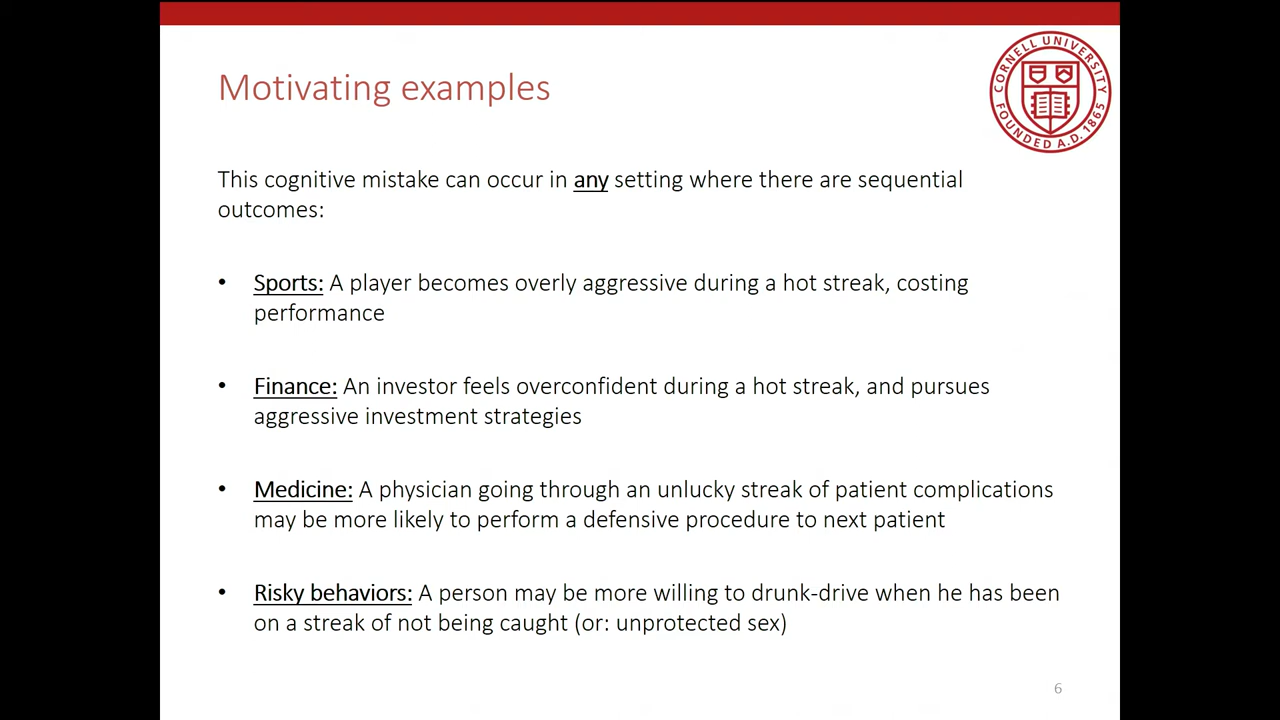 CORNELL UNIVERSITY
FOUNDED A.D. 1865
Motivating examples
This cognitive mistake can occur in any setting where there are sequential
outcomes:
• Sports: A player becomes overly aggressive during a hot streak, costing
performance
• Finance: An investor feels overconfident during a hot streak, and pursues
aggressive investment strategies
• Medicine: A physician going through an unlucky streak of patient complications
may be more likely to perform a defensive procedure to next patient
• Risky behaviors: A person may be more willing to drunk-drive when he has been
on a streak of not being caught (or: unprotected sex)
6